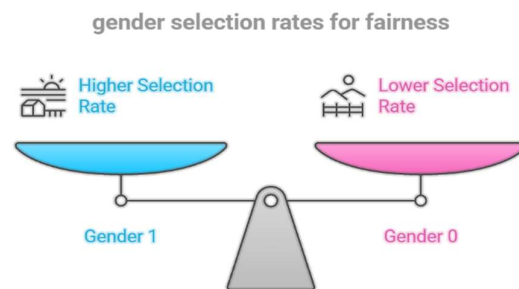 gender selection rates for fairness
Higher Selection
Rate
Lower Selection
Rate
Gender 1
Gender 0